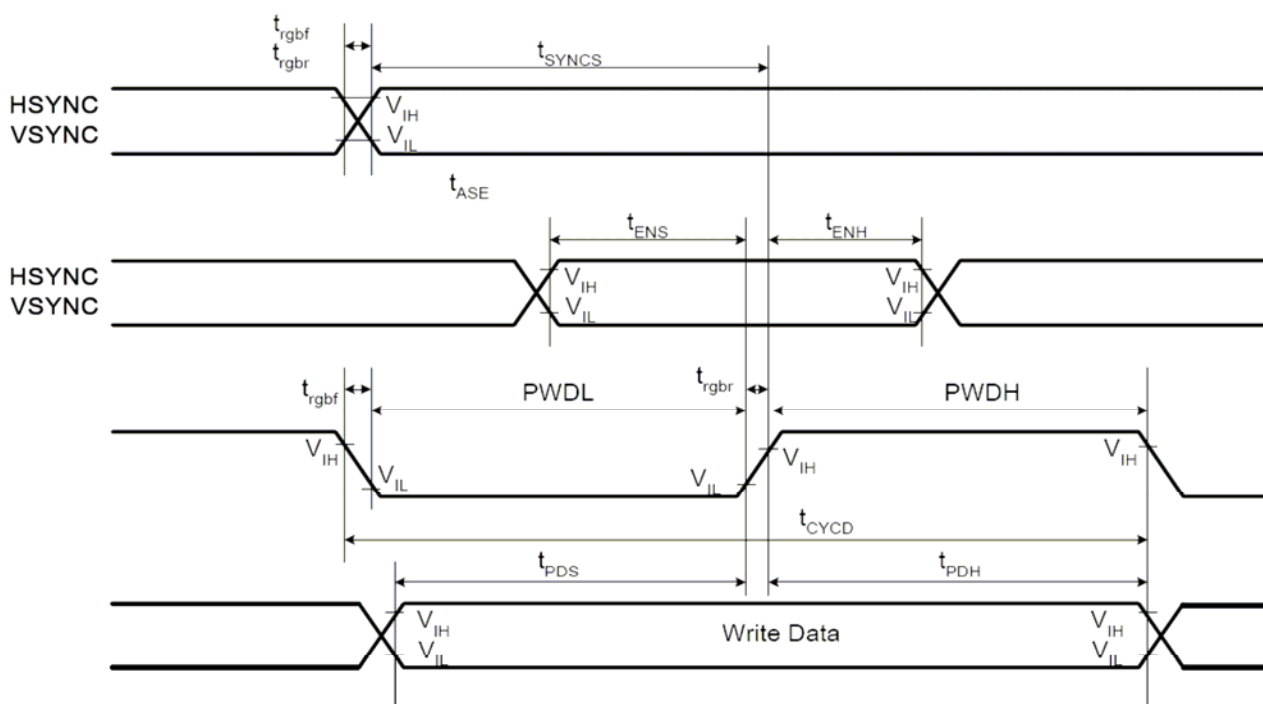 trgbf
trgbr
tSYNCS
HSYNC
VSYNC
VIH
VIL
tASE
tENS
tENH
HSYNC
VSYNC
VIH
VIL
VIH
VIL
trgbf
PWDL
trgbr
PWDH
VIH
VIL
VIL
VIH
VIH
tCYCD
tPDS
tPDH
VIH
VIL
Write Data
VIH
VIL